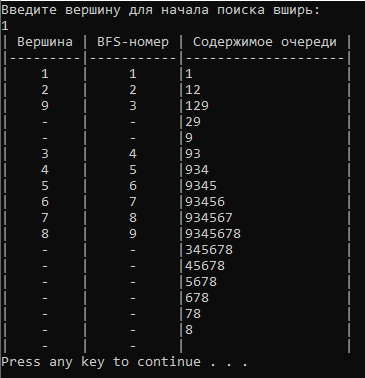 Введите вершину для начала поиска вширь:
1
| Вершина | BFS-номер | Содержимое очереди |
|---------|-----------|--------------------|
|    1    |     1     |1                   |
|    2    |     2     |12                  |
|    9    |     3     |129                 |
|    -    |     -     |29                  |
|    -    |     -     |9                   |
|    3    |     4     |93                  |
|    4    |     5     |934                 |
|    5    |     6     |9345                |
|    6    |     7     |93456               |
|    7    |     8     |934567              |
|    8    |     9     |9345678             |
|    -    |     -     |345678              |
|    -    |     -     |45678               |
|    -    |     -     |5678                |
|    -    |     -     |678                 |
|    -    |     -     |78                  |
|    -    |     -     |8                   |
|    -    |     -     |                    |
Press any key to continue . . .